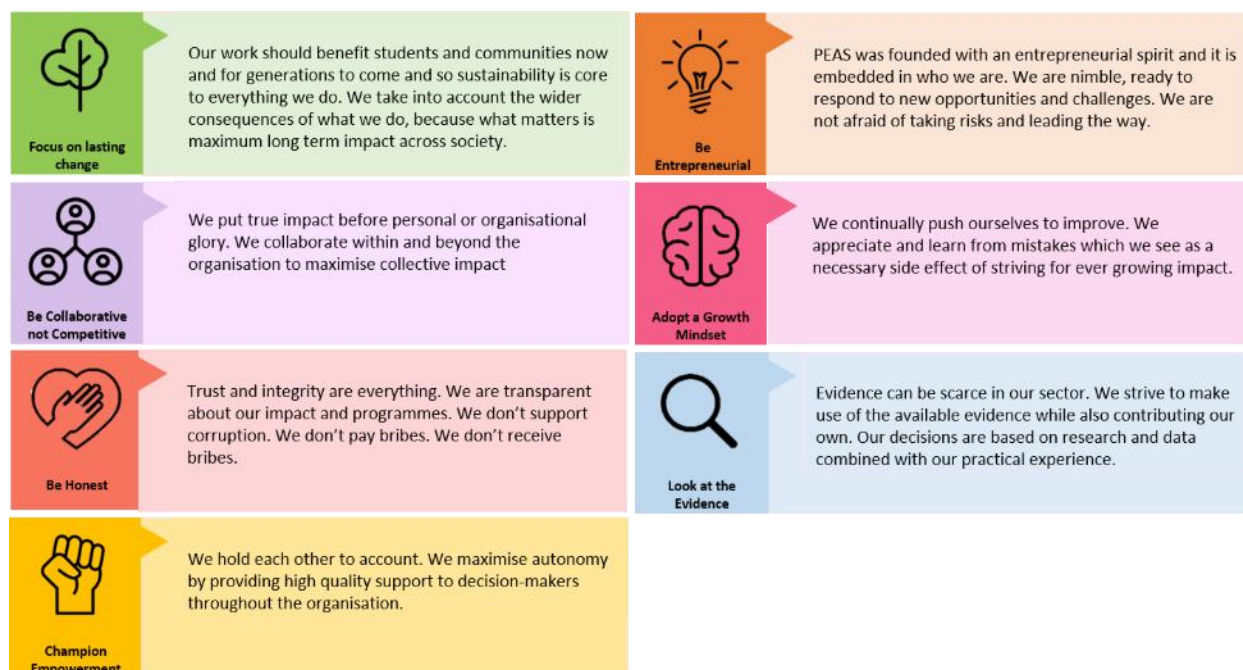 Focus on lasting
change
Our work should benefit students and communities now
and for generations to come and so sustainability is core
to everything we do. We take into account the wider
consequences of what we do, because what matters is
maximum long term impact across society.
Be
Entrepreneurial
PEAS was founded with an entrepreneurial spirit and it is
embedded in who we are. We are nimble, ready to
respond to new opportunities and challenges. We are
not afraid of taking risks and leading the way.
Be Collaborative
not Competitive
We put true impact before personal or organisational
glory. We collaborate within and beyond the
organisation to maximise collective impact
Adopt a Growth
Mindset
We continually push ourselves to improve. We
appreciate and learn from mistakes which we see as a
necessary side effect of striving for ever growing impact.
Be Honest
Trust and integrity are everything. We are transparent
about our impact and programmes. We don't support
corruption. We don't pay bribes. We don't receive
bribes.
Look at the
Evidence
Evidence can be scarce in our sector. We strive to make
use of the available evidence while also contributing our
own. Our decisions are based on research and data
combined with our practical experience.
Champion
Empowerment
We hold each other to account. We maximise autonomy
by providing high quality support to decision-makers
throughout the organisation.